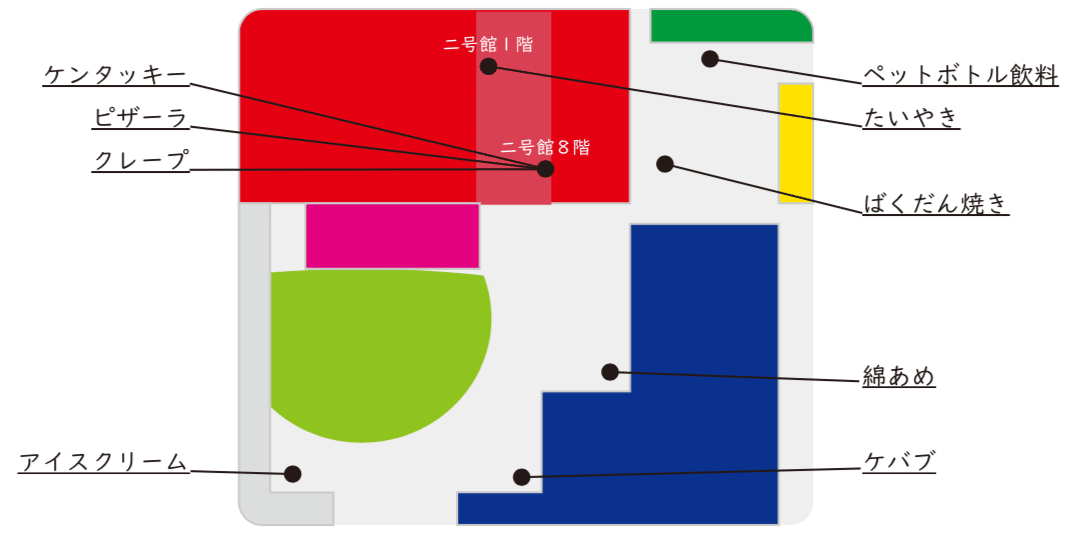 二号館1階
ケンタッキー
ペットボトル飲料
ピザーラ
たいやき
二号館8階
クレープ
ばくだん焼き
綿あめ
アイスクリーム
ケバブ